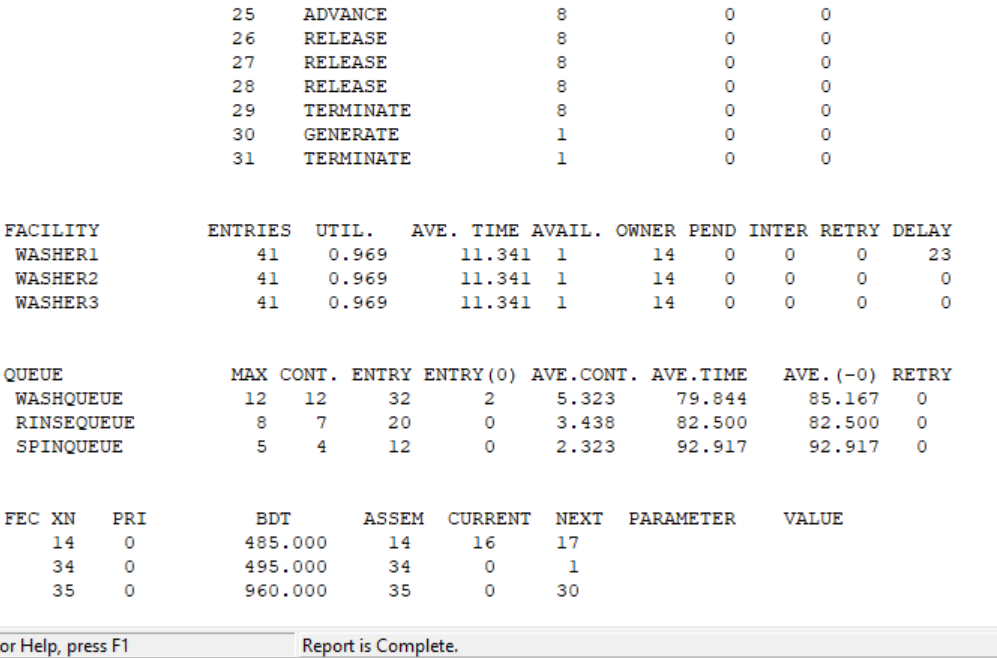 25 ADVANCE 8 0 0
26 RELEASE 8 0 0
27 RELEASE 8 0 0
28 RELEASE 8 0 0
29 TERMINATE 8 0 0
30 GENERATE 1 0 0
31 TERMINATE 1 0 0
FACILITY ENTRIES UTIL. AVE. TIME AVAIL. OWNER PEND INTER RETRY DELAY
WASHER1 41 0.969 11.341 1 14 0 0 0 23
WASHER2 41 0.969 11.341 1 14 0 0 0 0
WASHER3 41 0.969 11.341 1 14 0 0 0 0
QUEUE MAX CONT. ENTRY ENTRY(0) AVE.CONT. AVE.TIME AVE.(-0) RETRY
WASHQUEUE 12 12 32 2 5.323 79.844 85.167 0
RINSEQUEUE 8 7 20 0 3.438 82.500 82.500 0
SPINQUEUE 5 4 12 0 2.323 92.917 92.917 0
FEC XN PRI BDT ASSEM CURRENT NEXT PARAMETER VALUE
14 0 485.000 14 16 17
34 0 495.000 34 0 1
35 0 960.000 35 0 30
or Help, press F1 Report is Complete.